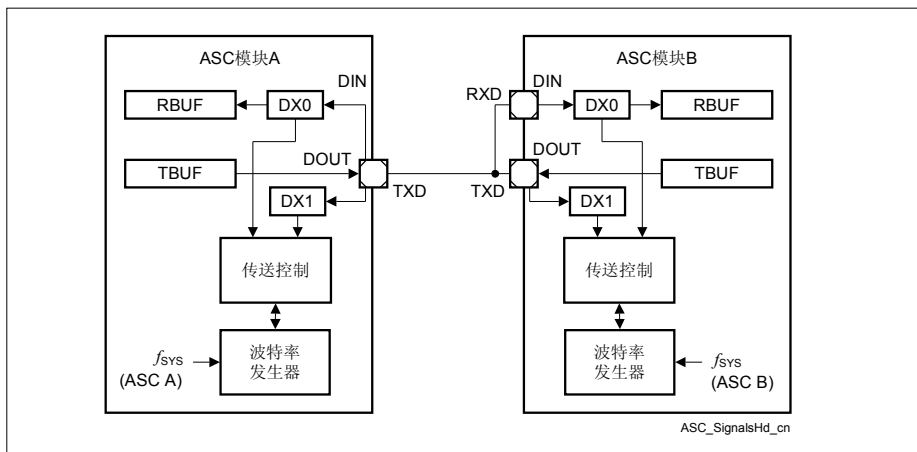 ASC模块A
DIN
RBUF
DX0
DOUT
TBUF
TXD
DX1
传送控制
波特率
发生器
fSYS
(ASC A)
ASC模块B
RXD
DIN
DX0
RBUF
DOUT
TXD
TBUF
DX1
传送控制
波特率
发生器
fSYS
(ASC B)
ASC_SignalsHd_cn